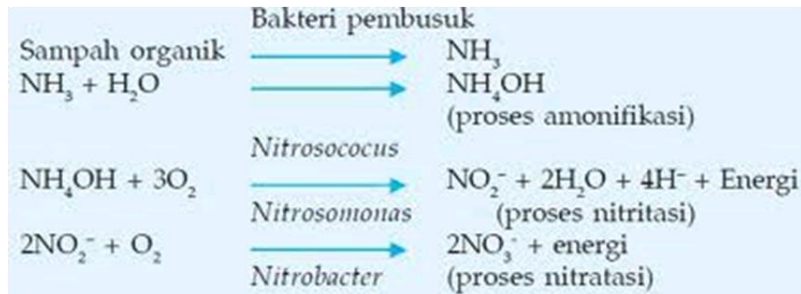 Bakteri pembusuk
Sampah organik NH₃
NH₃ + H₂O NH₄OH
(proses amonifikasi)
Nitrosococus
NH₄OH + 3O₂ NO₂⁻ + 2H₂O + 4H⁻ + Energi
Nitrosomonas (proses nitritasi)
2NO₂⁻ + O₂ 2NO₃⁻ + energi
Nitrobacter (proses nitratasi)